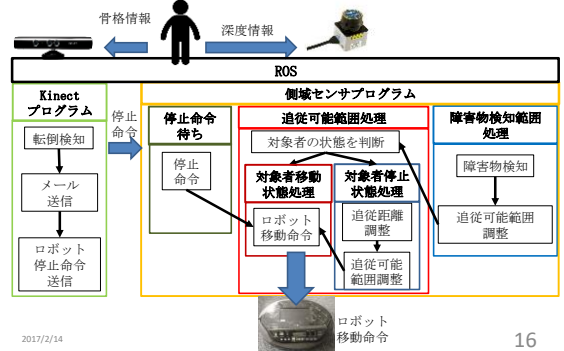 骨格情報
深度情報
ROS
Kinect
プログラム
転倒検知
メール
送信
ロボット
停止命令
送信
停止
命令
側域センサプログラム
停止命令
待ち
停止
命令
追従可能範囲処理
対象者の状態を判断
対象者移動
状態処理
ロボット
移動命令
対象者停止
状態処理
追従距離
調整
追従可能
範囲調整
障害物検知範囲
処理
障害物検知
追従可能範囲
調整
ロボット
移動命令
2017/2/14
16